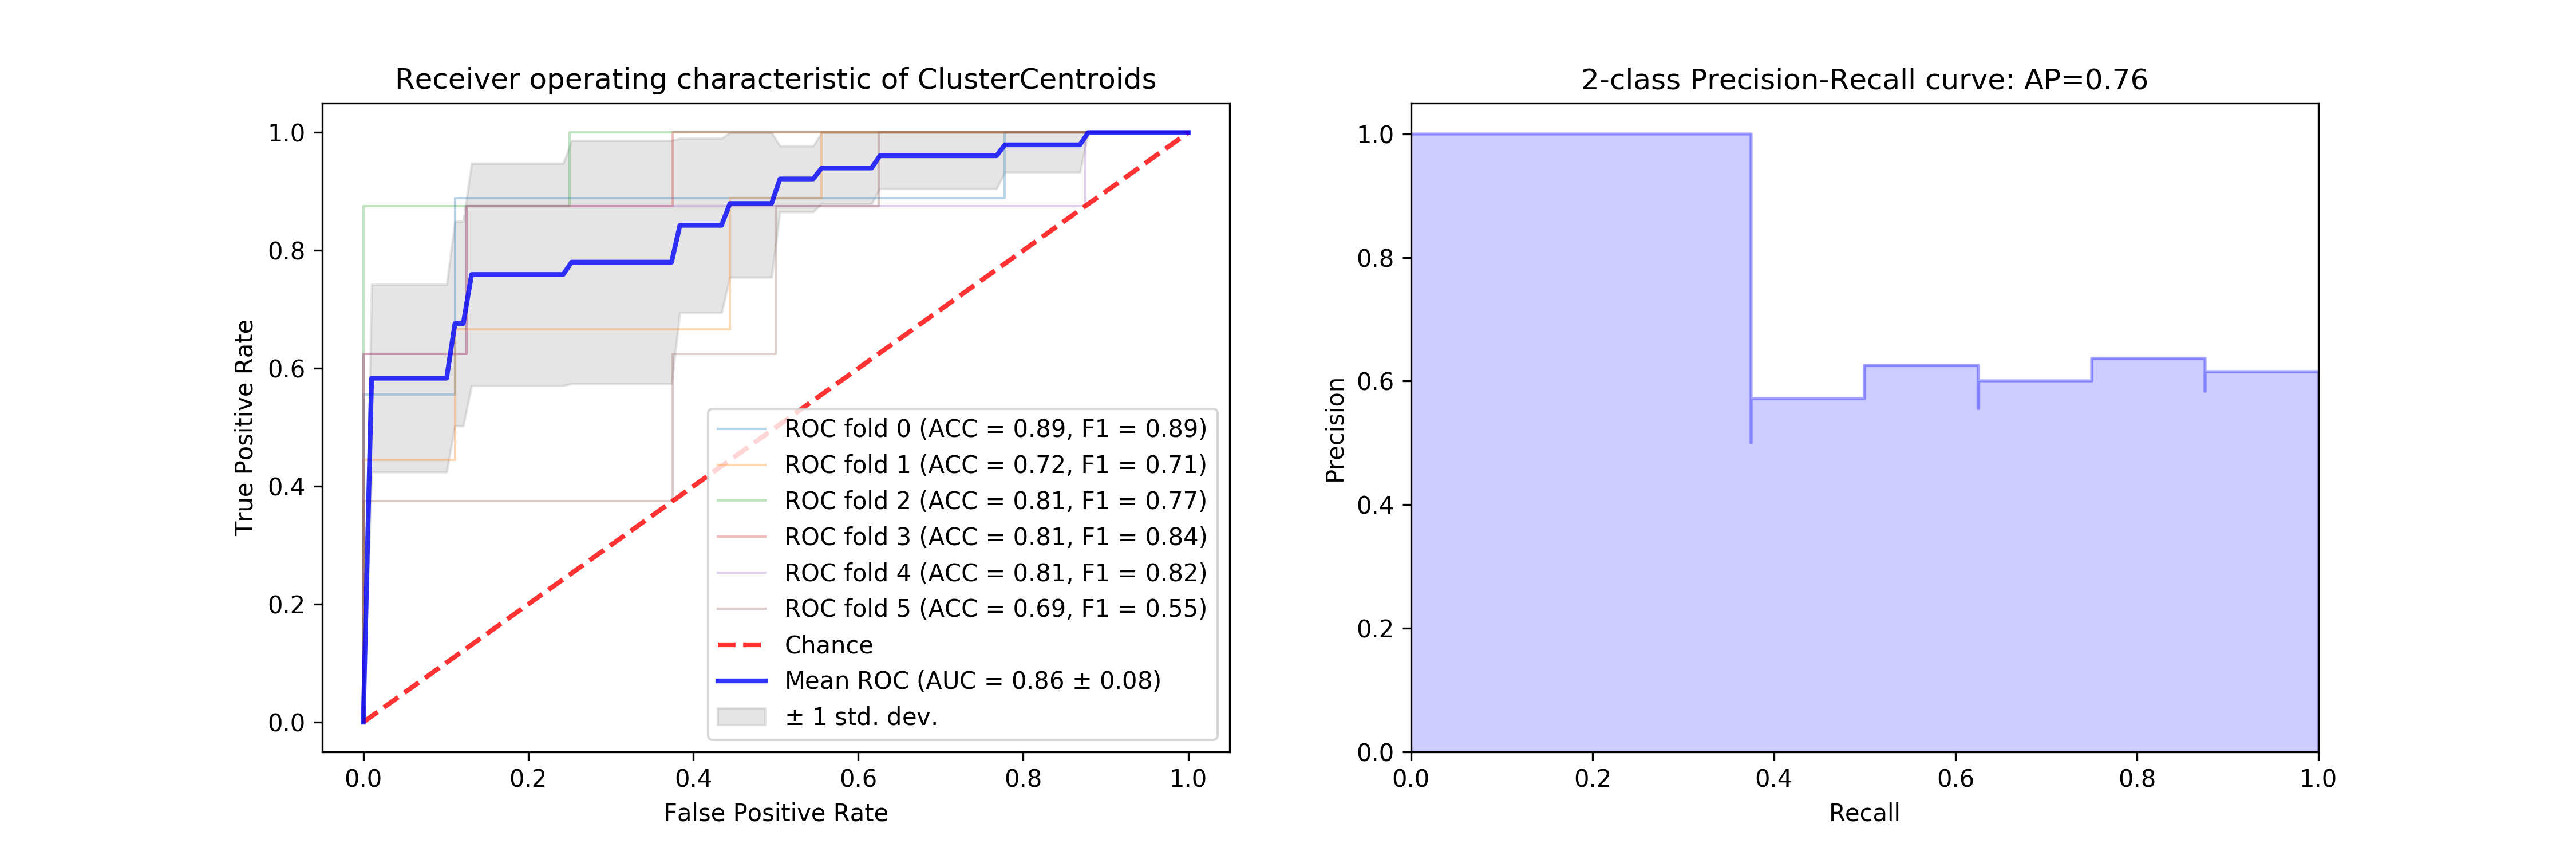 Receiver operating characteristic of ClusterCentroids
True Positive Rate
1.0
0.8
0.6
0.4
0.2
0.0
ROC fold 0 (ACC = 0.89, F1 = 0.89)
ROC fold 1 (ACC = 0.72, F1 = 0.71)
ROC fold 2 (ACC = 0.81, F1 = 0.77)
ROC fold 3 (ACC = 0.81, F1 = 0.84)
ROC fold 4 (ACC = 0.81, F1 = 0.82)
ROC fold 5 (ACC = 0.69, F1 = 0.55)
Chance
Mean ROC (AUC = 0.86 ± 0.08)
± 1 std. dev.
0.0 0.2 0.4 0.6 0.8 1.0
False Positive Rate
2-class Precision-Recall curve: AP=0.76
Precision
1.0
0.8
0.6
0.4
0.2
0.0
0.0 0.2 0.4 0.6 0.8 1.0
Recall